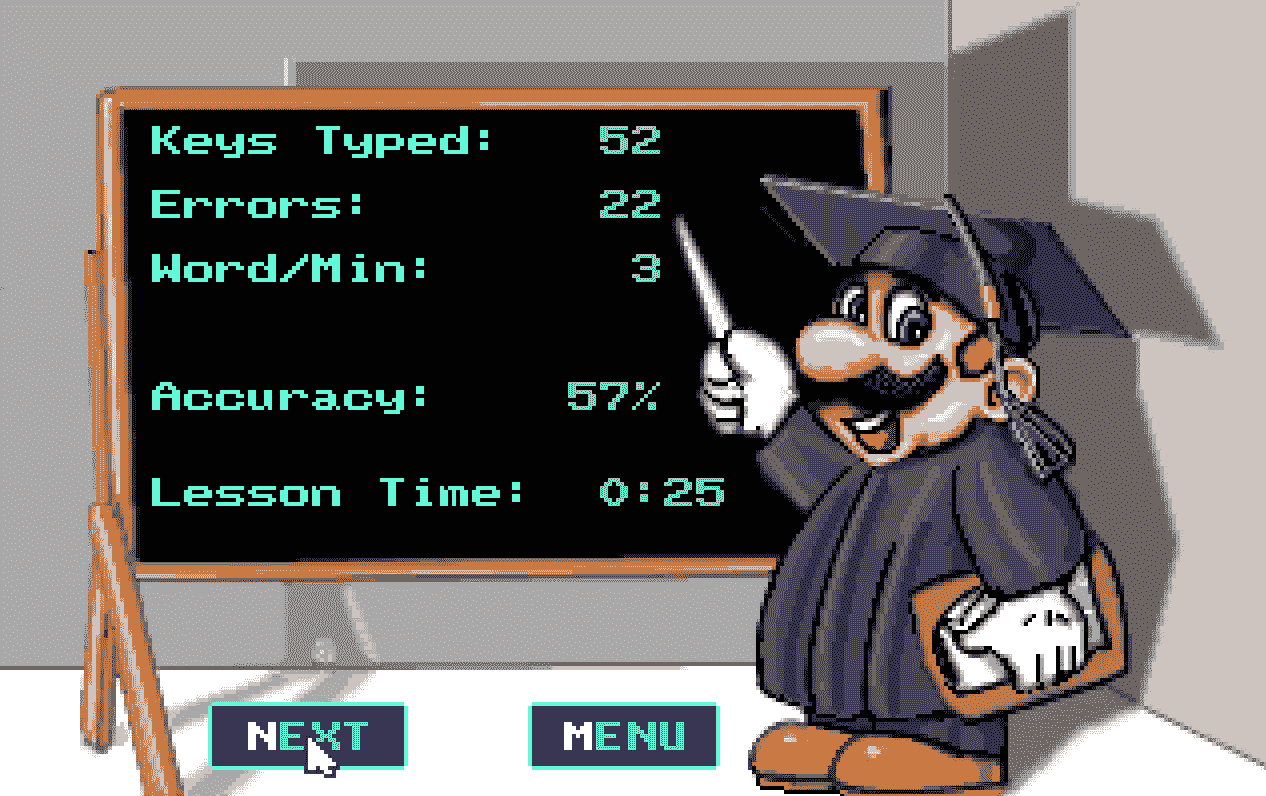 Keys Typed: 52
Errors: 22
Word/Min: 3
Accuracy: 57%
Lesson Time: 0:25
NEXT MENU